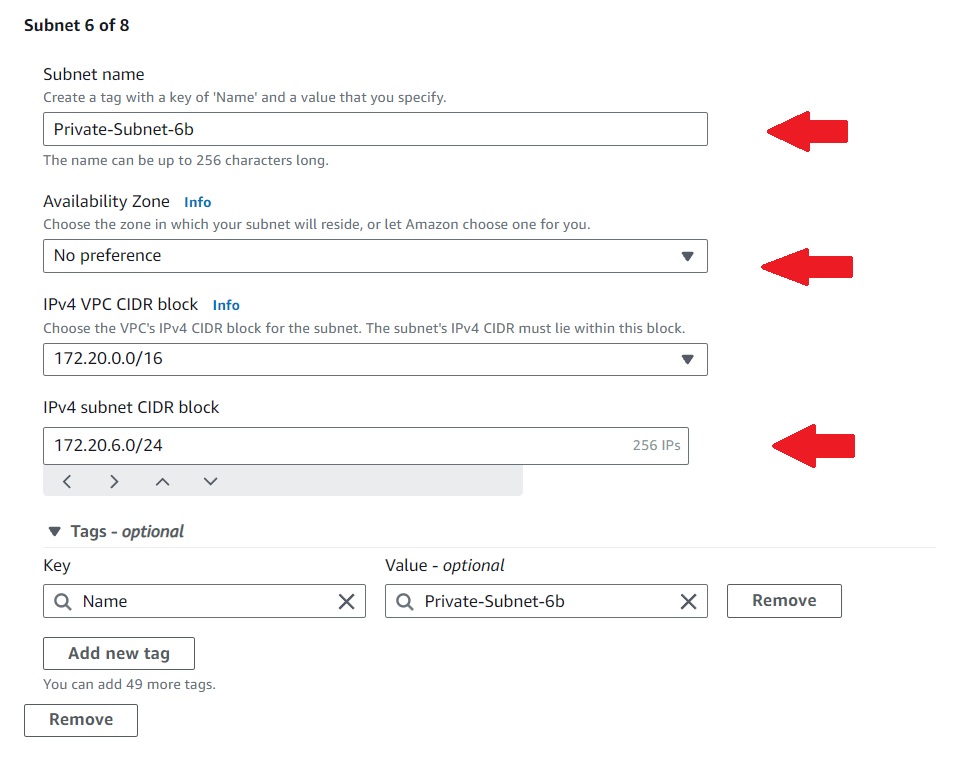 Subnet 6 of 8
Subnet name
Create a tag with a key of 'Name' and a value that you specify.
Private-Subnet-6b
The name can be up to 256 characters long.
Availability Zone Info
Choose the zone in which your subnet will reside, or let Amazon choose one for you.
No preference
IPv4 VPC CIDR block Info
Choose the VPC's IPv4 CIDR block for the subnet. The subnet's IPv4 CIDR must lie within this block.
172.20.0.0/16
IPv4 subnet CIDR block
172.20.6.0/24 256 IPs
Tags - optional
Key Value - optional
Name Private-Subnet-6b Remove
Add new tag
You can add 49 more tags.
Remove